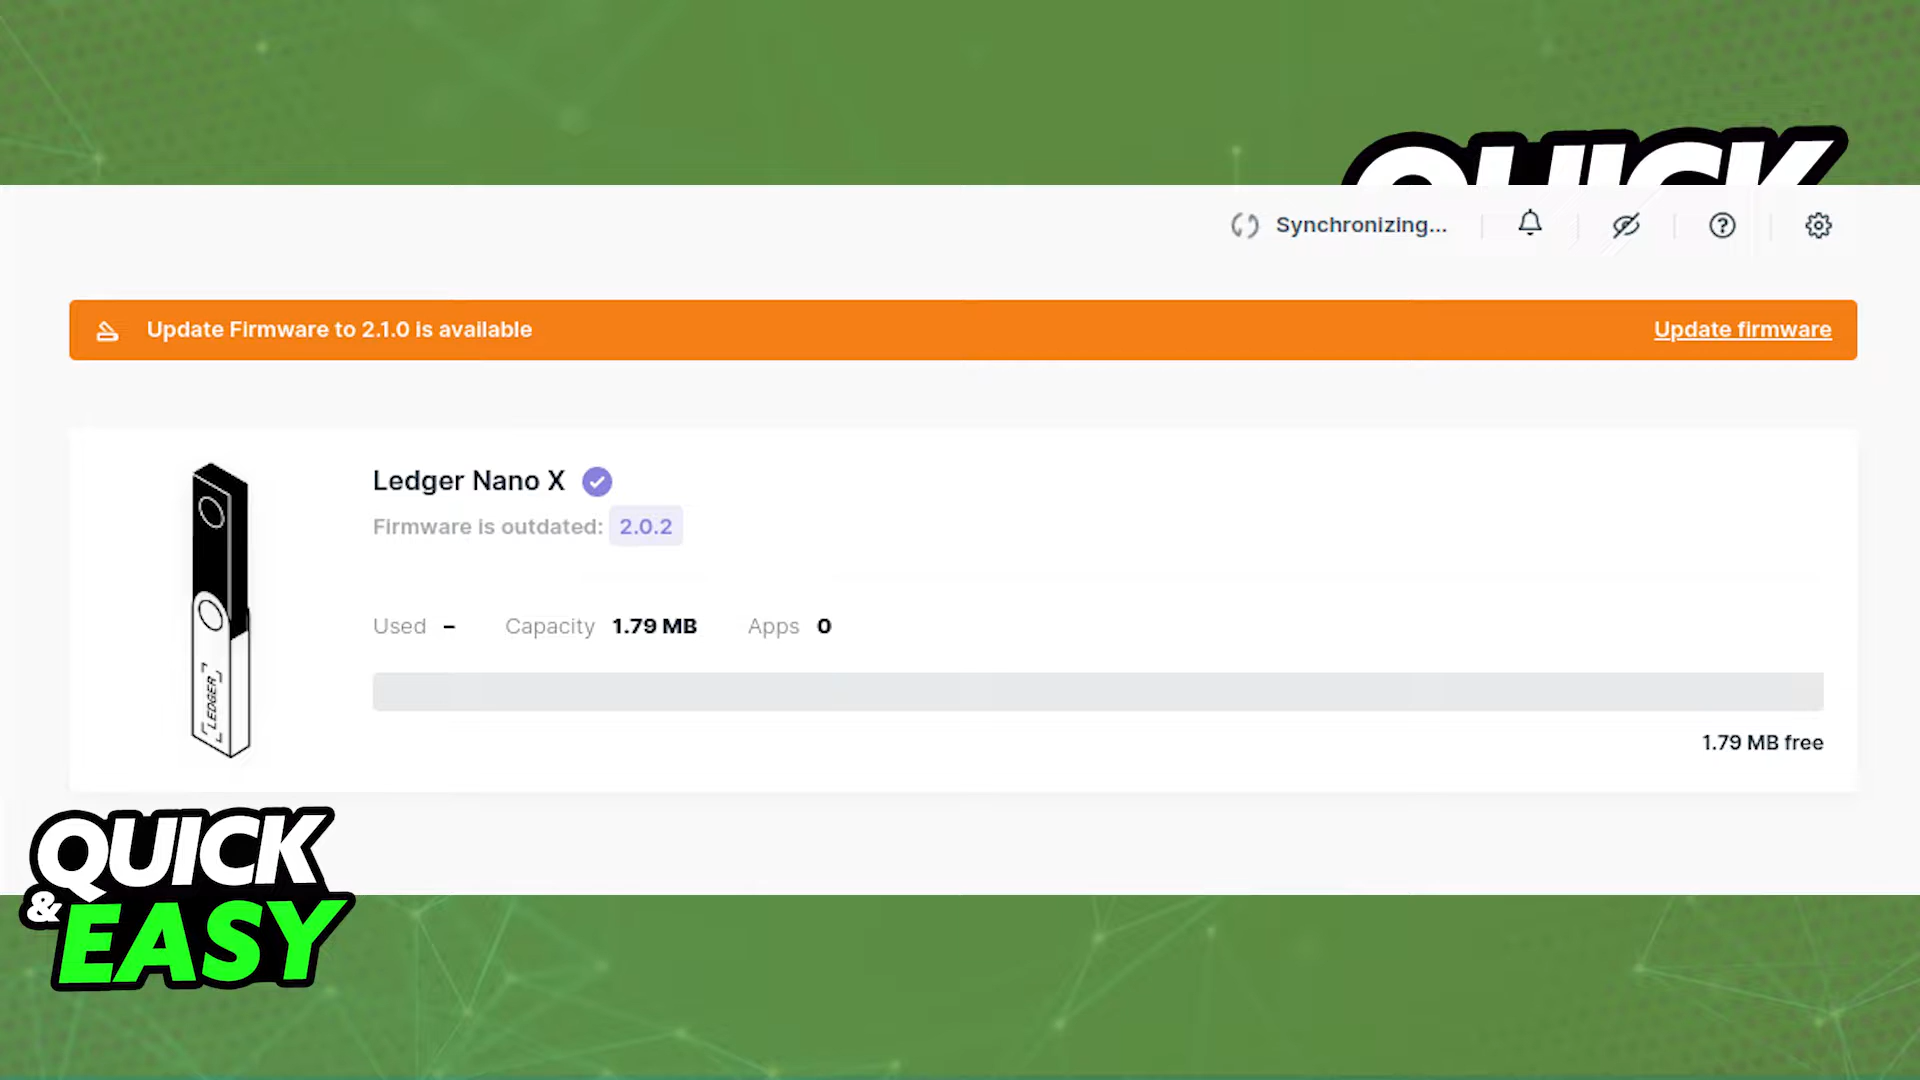 QUICK
Synchronizing...
Update Firmware to 2.1.0 is available
Update firmware
Ledger Nano X
Firmware is outdated: 2.0.2
Used – Capacity 1.79 MB Apps 0
LEDGER
1.79 MB free
QUICK
& EASY